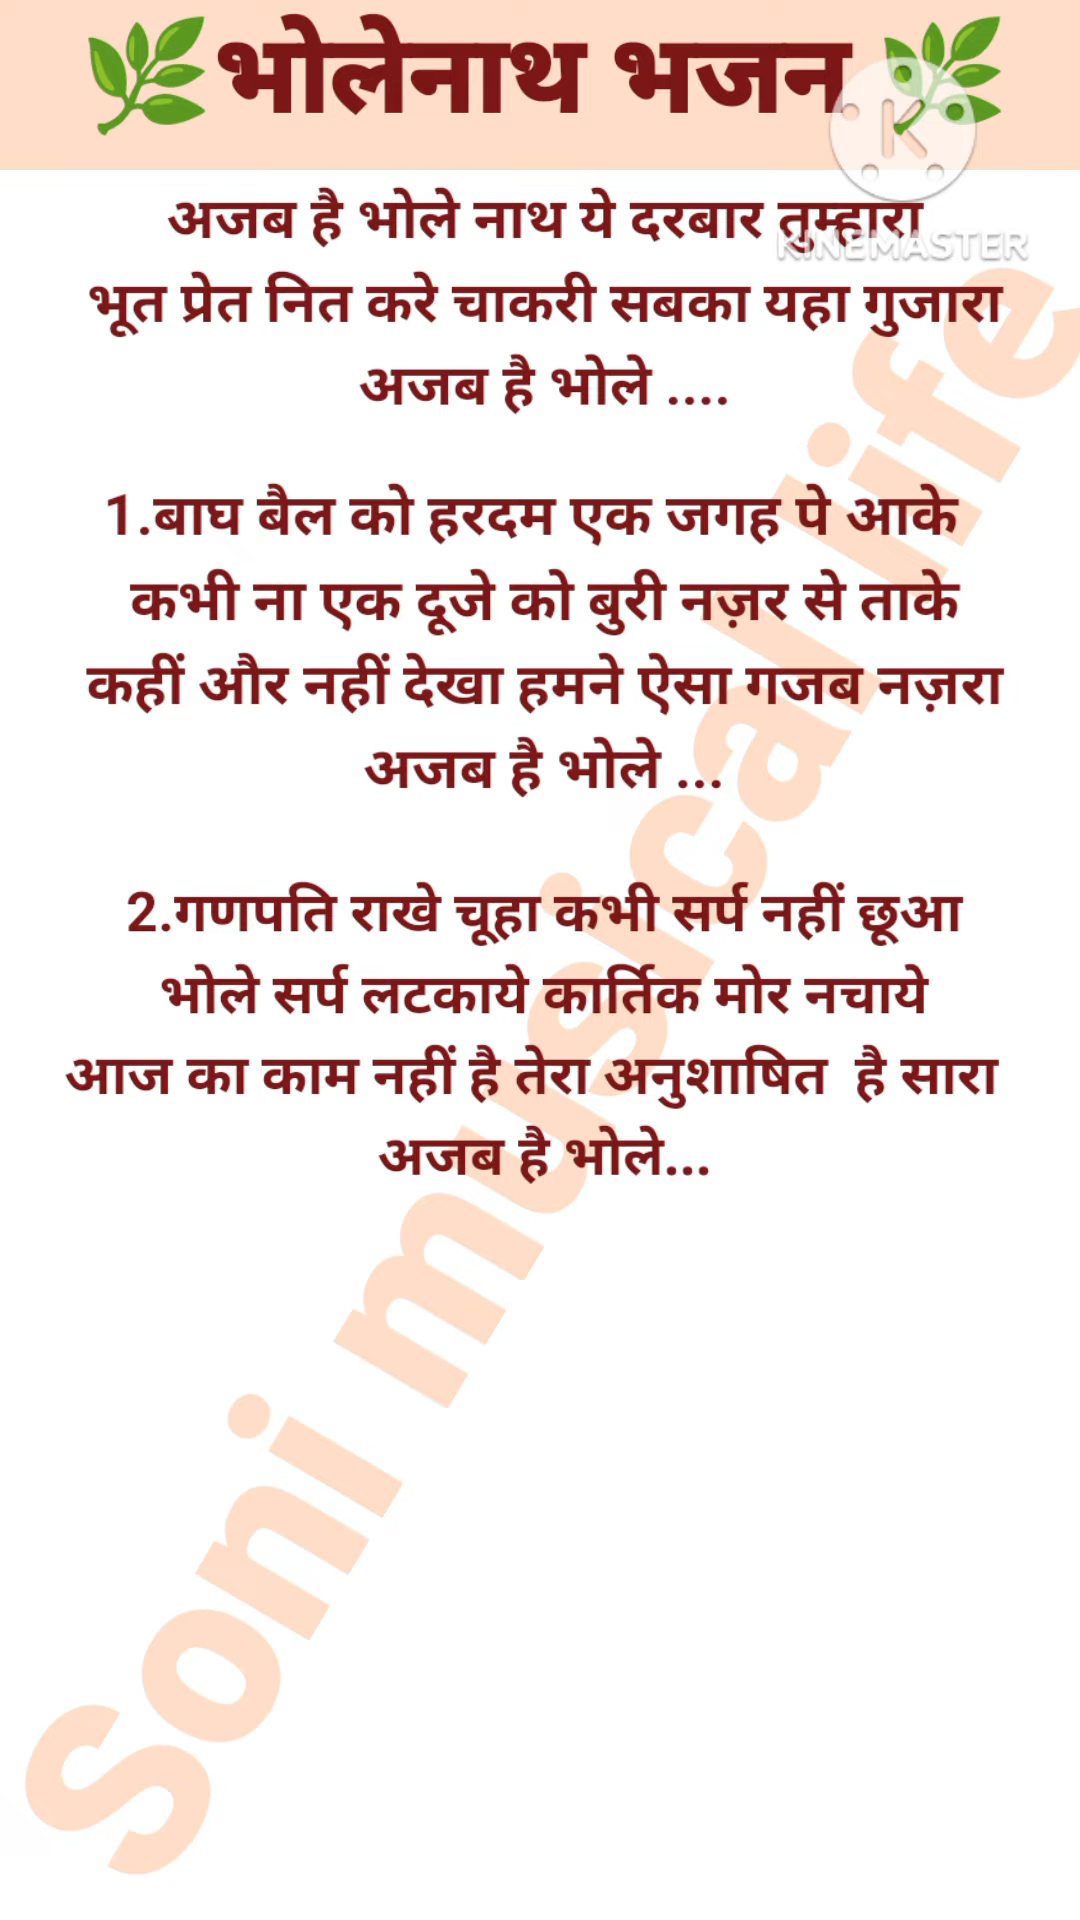 🌿भोलेनाथ भजन🌿
K
KINEMASTER
अजब है भोले नाथ ये दरबार तुम्हारा
भूत प्रेत नित करे चाकरी सबका यहा गुजारा
अजब है भोले ....
1.बाघ बैल को हरदम एक जगह पे आके
कभी ना एक दूजे को बुरी नज़र से ताके
कहीं और नहीं देखा हमने ऐसा गजब नज़रा
अजब है भोले ...
2.गणपति राखे चूहा कभी सर्प नहीं छूआ
भोले सर्प लटकाये कार्तिक मोर नचाये
आज का काम नहीं है तेरा अनुशाषित है सारा
अजब है भोले...
Soni musical life